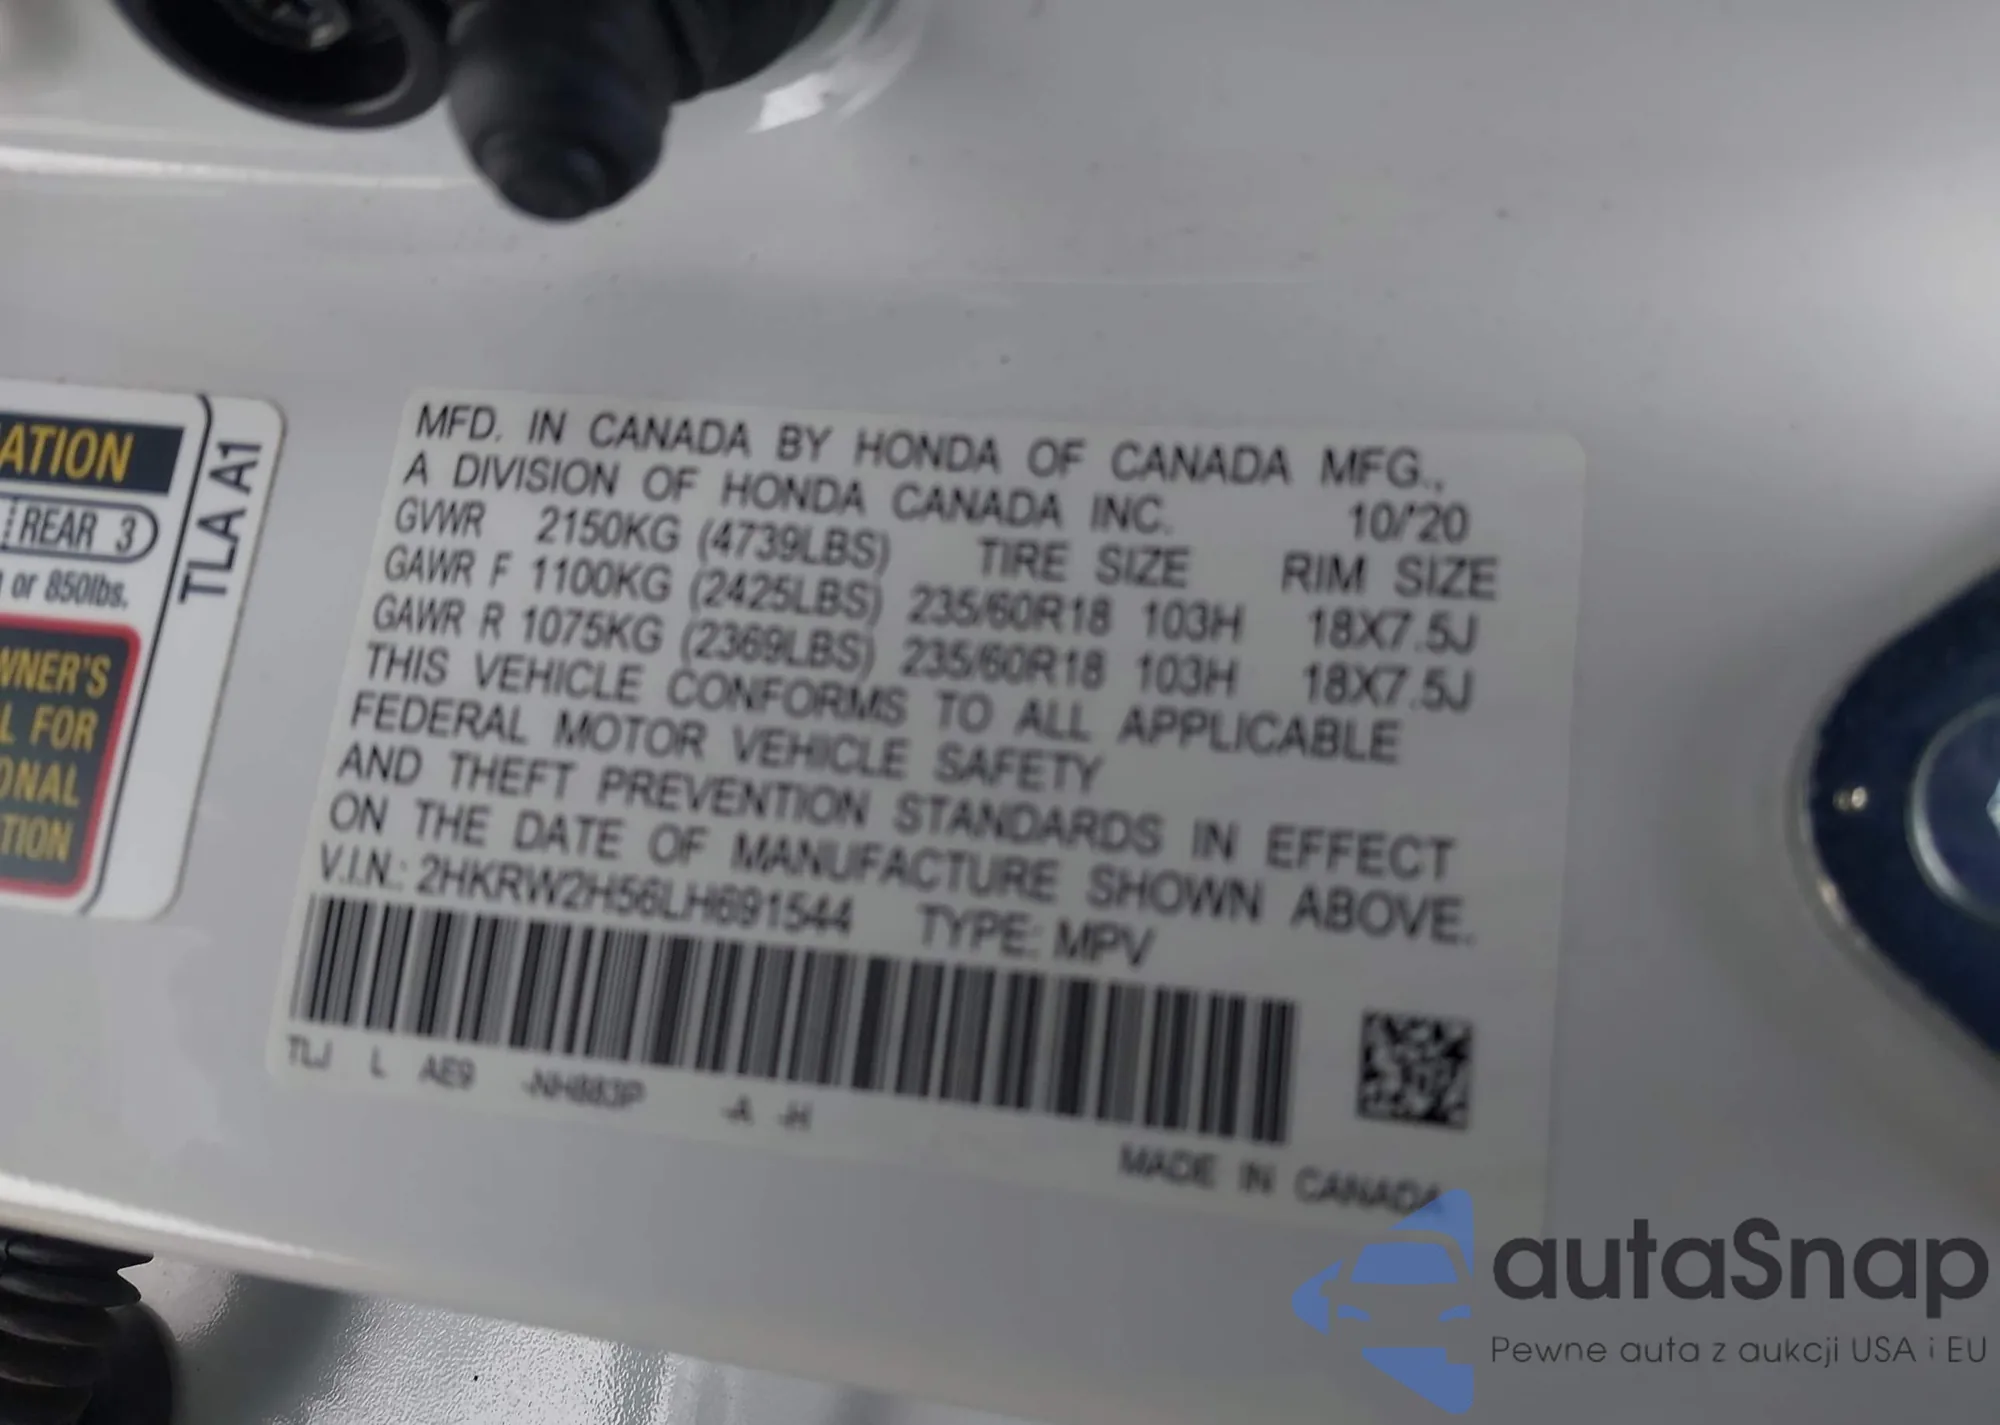 ATION
REAR 3
or 850lbs.
WNER'S
L FOR
ONAL
TION
TLA A1
MFD. IN CANADA BY HONDA OF CANADA MFG.,
A DIVISION OF HONDA CANADA INC. 10/'20
GVWR 2150KG (4739LBS) TIRE SIZE RIM SIZE
GAWR F 1100KG (2425LBS) 235/60R18 103H 18X7.5J
GAWR R 1075KG (2369LBS) 235/60R18 103H 18X7.5J
THIS VEHICLE CONFORMS TO ALL APPLICABLE
FEDERAL MOTOR VEHICLE SAFETY
AND THEFT PREVENTION STANDARDS IN EFFECT
ON THE DATE OF MANUFACTURE SHOWN ABOVE.
V.I.N.: 2HKRW2H56LH691544 TYPE: MPV
TLJ L AE9 -NH883P -A -H
MADE IN CANADA
autaSnap
Pewne auta z aukcji USA i EU